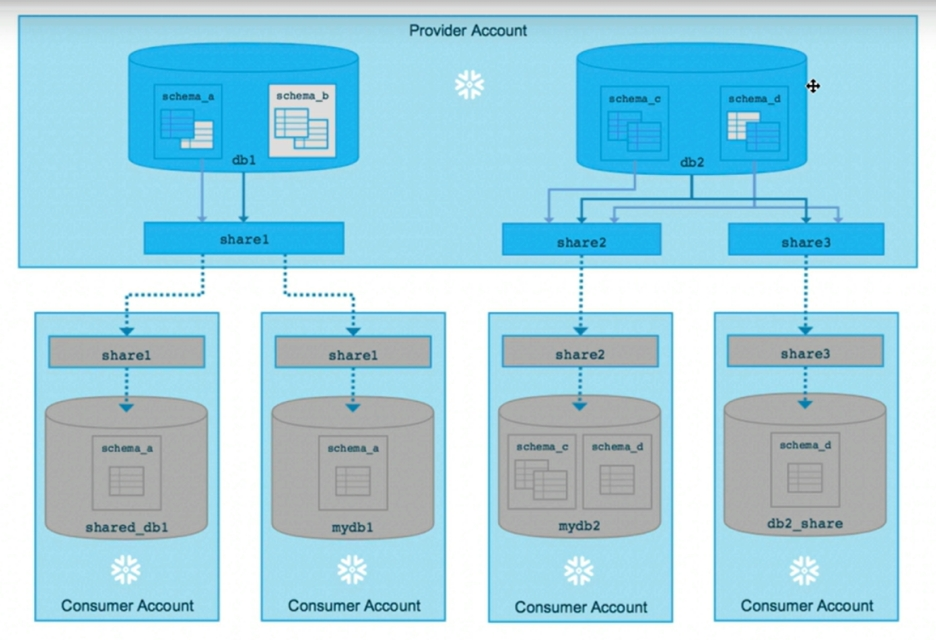 Provider Account
schema_a
schema_b
db1
schema_c
schema_d
db2
share1
share2
share3
share1
schema_a
shared_db1
Consumer Account
share1
schema_a
mydb1
Consumer Account
share2
schema_c
schema_d
mydb2
Consumer Account
share3
schema_d
db2_share
Consumer Account